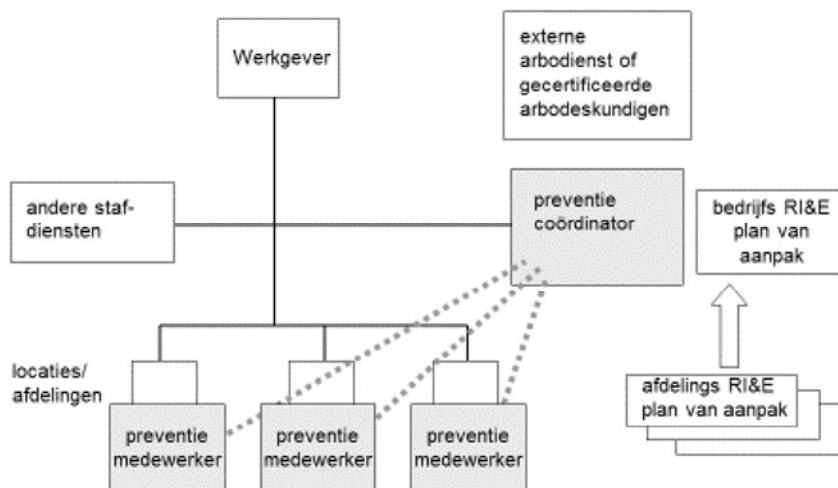 Werkgever
externe
arbodienst of
gecertificeerde
arbodeskundigen
andere staf-
diensten
preventie
coördinator
bedrijfs RI&E
plan van
aanpak
locaties/
afdelingen
preventie
medewerker
preventie
medewerker
preventie
medewerker
afdelings RI&E
plan van aanpak